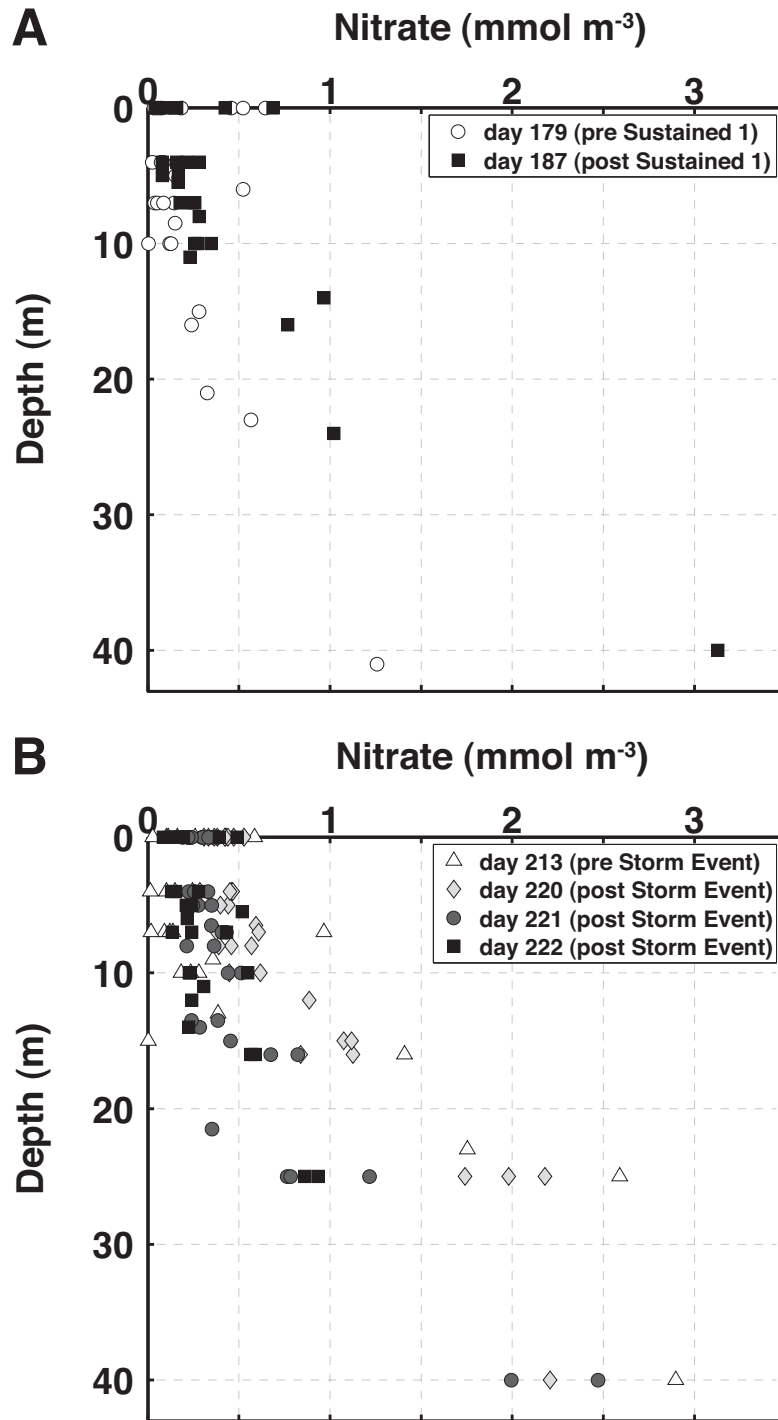 A
Nitrate (mmol m-3)
0 1 2 3
0
day 179 (pre Sustained 1)
day 187 (post Sustained 1)
10
20
30
40
Depth (m)
B
Nitrate (mmol m-3)
0 1 2 3
0
day 213 (pre Storm Event)
day 220 (post Storm Event)
day 221 (post Storm Event)
day 222 (post Storm Event)
10
20
30
40
Depth (m)